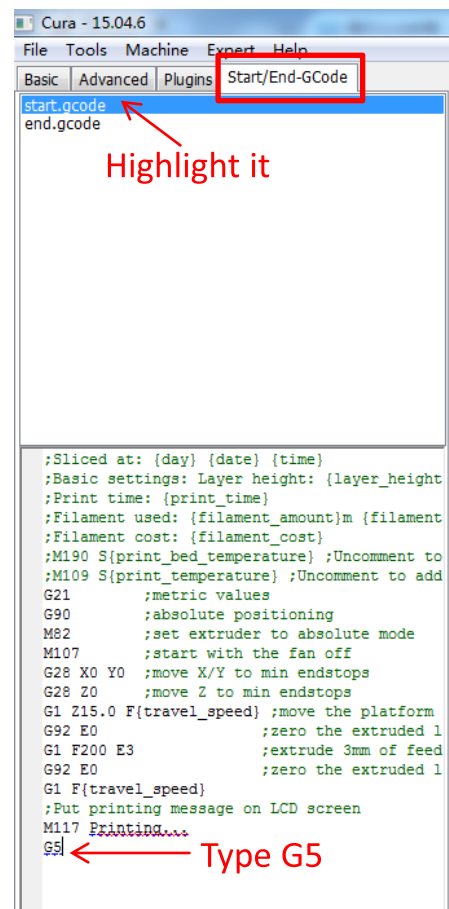 Cura - 15.04.6
File Tools Machine Expert Help
Basic Advanced Plugins Start/End-GCode
start.gcode
end.gcode
Highlight it
;Sliced at: {day} {date} {time}
;Basic settings: Layer height: {layer_height
;Print time: {print_time}
;Filament used: {filament_amount}m {filament
;Filament cost: {filament_cost}
;M190 S{print_bed_temperature} ;Uncomment to
;M109 S{print_temperature} ;Uncomment to add
G21 ;metric values
G90 ;absolute positioning
M82 ;set extruder to absolute mode
M107 ;start with the fan off
G28 X0 Y0 ;move X/Y to min endstops
G28 Z0 ;move Z to min endstops
G1 Z15.0 F{travel_speed} ;move the platform
G92 E0 ;zero the extruded l
G1 F200 E3 ;extrude 3mm of feed
G92 E0 ;zero the extruded l
G1 F{travel_speed}
;Put printing message on LCD screen
M117 Printing...
G5
Type G5